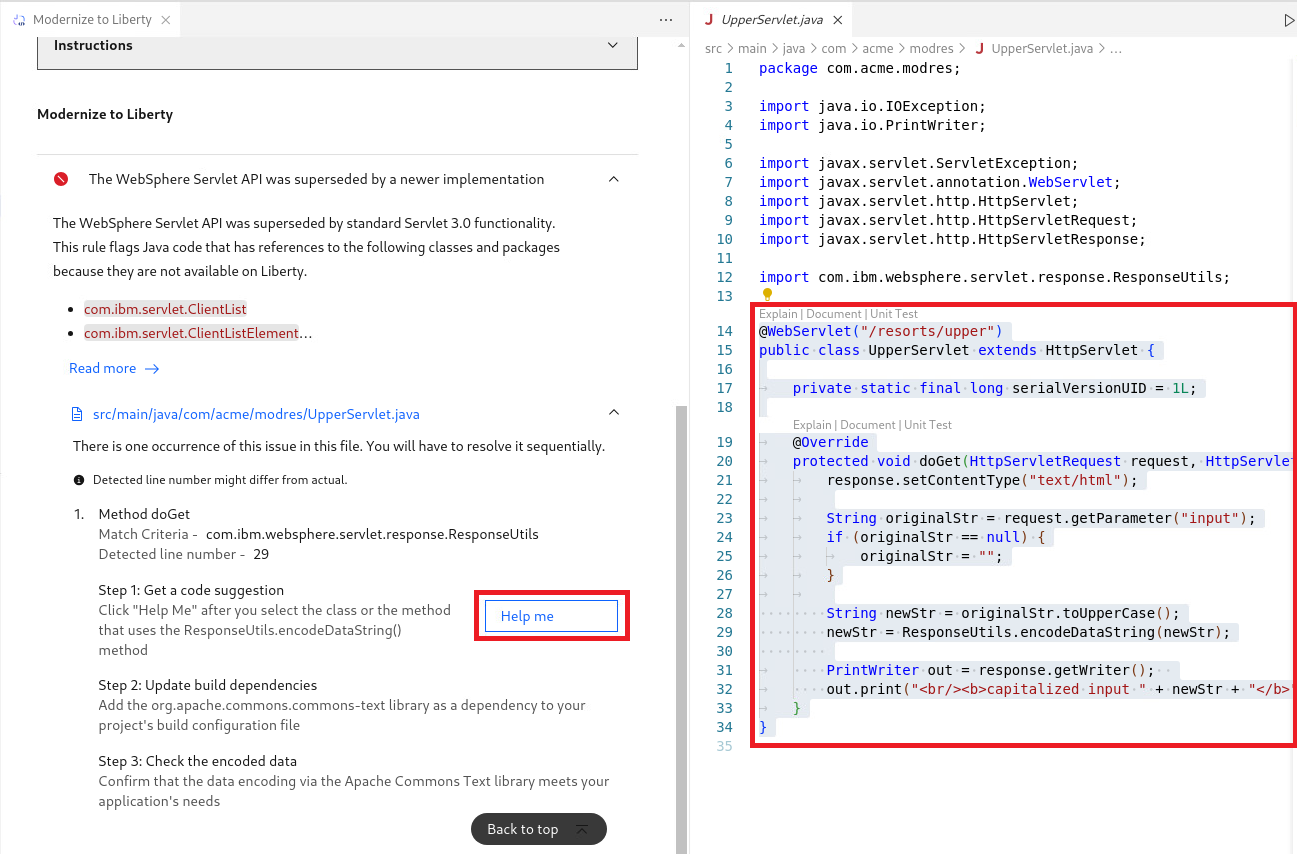 Modernize to Liberty
Instructions
Modernize to Liberty
The WebSphere Servlet API was superseded by a newer implementation
The WebSphere Servlet API was superseded by standard Servlet 3.0 functionality.
This rule flags Java code that has references to the following classes and packages
because they are not available on Liberty.
com.ibm.servlet.ClientList
com.ibm.servlet.ClientListElement...
Read more →
src/main/java/com/acme/modres/UpperServlet.java
There is one occurrence of this issue in this file. You will have to resolve it sequentially.
Detected line number might differ from actual.
1. Method doGet
Match Criteria - com.ibm.websphere.servlet.response.ResponseUtils
Detected line number - 29
Step 1: Get a code suggestion
Click "Help Me" after you select the class or the method
that uses the ResponseUtils.encodeDataString()
method
Help me
Step 2: Update build dependencies
Add the org.apache.commons.commons-text library as a dependency to your
project's build configuration file
Step 3: Check the encoded data
Confirm that the data encoding via the Apache Commons Text library meets your
application's needs
Back to top
J UpperServlet.java
src > main > java > com > acme > modres > J UpperServlet.java > ...
1 package com.acme.modres;
2
3 import java.io.IOException;
4 import java.io.PrintWriter;
5
6 import javax.servlet.ServletException;
7 import javax.servlet.annotation.WebServlet;
8 import javax.servlet.http.HttpServlet;
9 import javax.servlet.http.HttpServletRequest;
10 import javax.servlet.http.HttpServletResponse;
11
12 import com.ibm.websphere.servlet.response.ResponseUtils;
13
Explain | Document | Unit Test
14 @WebServlet("/resorts/upper")
15 public class UpperServlet extends HttpServlet {
16
17 private static final long serialVersionUID = 1L;
18
Explain | Document | Unit Test
19 @Override
20 protected void doGet(HttpServletRequest request, HttpServlet
21 response.setContentType("text/html");
22
23 String originalStr = request.getParameter("input");
24 if (originalStr == null) {
25 originalStr = "";
26 }
27
28 String newStr = originalStr.toUpperCase();
29 newStr = ResponseUtils.encodeDataString(newStr);
30
31 PrintWriter out = response.getWriter();
32 out.print("<br/><b>capitalized input " + newStr + "</b>"
33 }
34 }
35